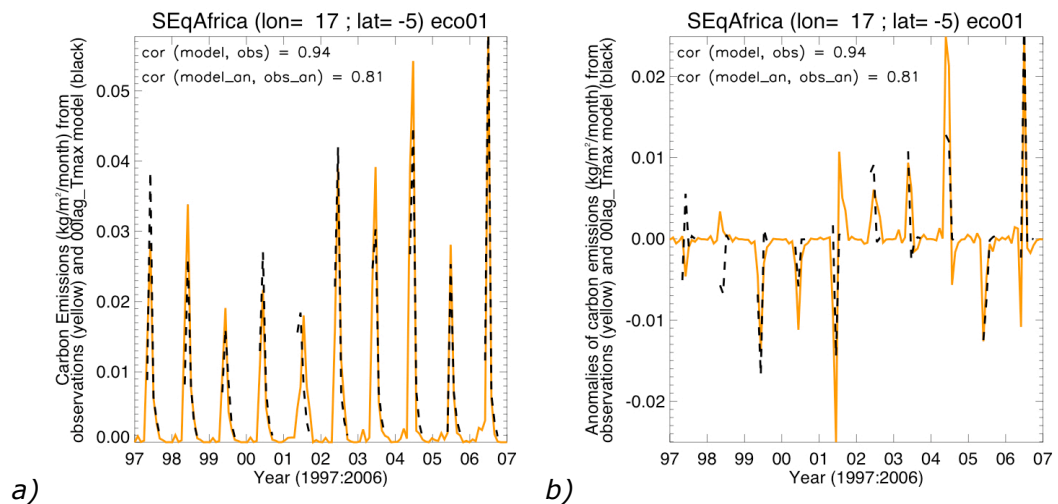 SEqAfrica (lon= 17 ; lat= -5) eco01
cor (model, obs) = 0.94
cor (model_an, obs_an) = 0.81
Carbon Emissions (kg/m²/month) from
observations (yellow) and 00lag_Tmax model (black)
0.05
0.04
0.03
0.02
0.01
0.00
97 98 99 00 01 02 03 04 05 06 07
Year (1997:2006)
a)
SEqAfrica (lon= 17 ; lat= -5) eco01
cor (model, obs) = 0.94
cor (model_an, obs_an) = 0.81
Anomalies of carbon emissions (kg/m²/month) from
observations (yellow) and 00lag_Tmax model (black)
0.02
0.01
0.00
-0.01
-0.02
97 98 99 00 01 02 03 04 05 06 07
Year (1997:2006)
b)